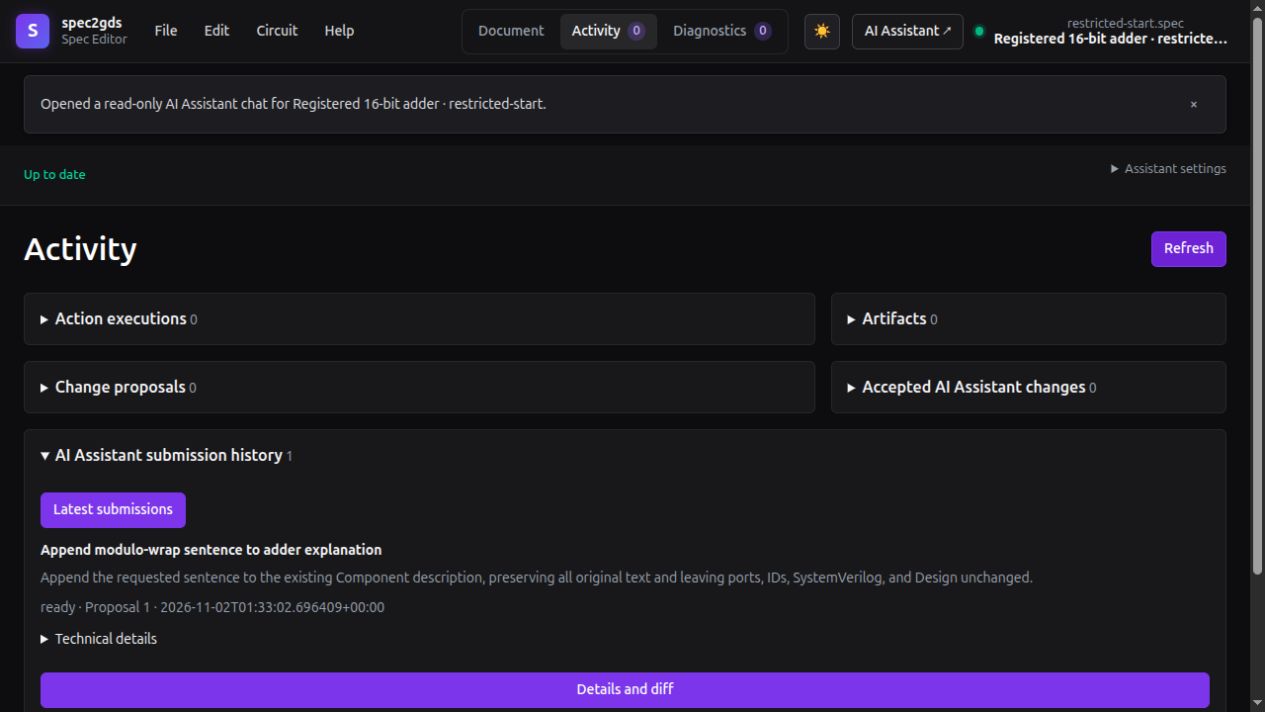 S
spec2gds
Spec Editor
File
Edit
Circuit
Help
Document
Activity 0
Diagnostics 0
AI Assistant ↗
restricted-start.spec
Registered 16-bit adder · restricte...
Opened a read-only AI Assistant chat for Registered 16-bit adder · restricted-start.
×
Up to date
▶ Assistant settings
Activity
Refresh
▶ Action executions 0
▶ Artifacts 0
▶ Change proposals 0
▶ Accepted AI Assistant changes 0
▼ AI Assistant submission history 1
Latest submissions
Append modulo-wrap sentence to adder explanation
Append the requested sentence to the existing Component description, preserving all original text and leaving ports, IDs, SystemVerilog, and Design unchanged.
ready · Proposal 1 · 2026-11-02T01:33:02.696409+00:00
▶ Technical details
Details and diff